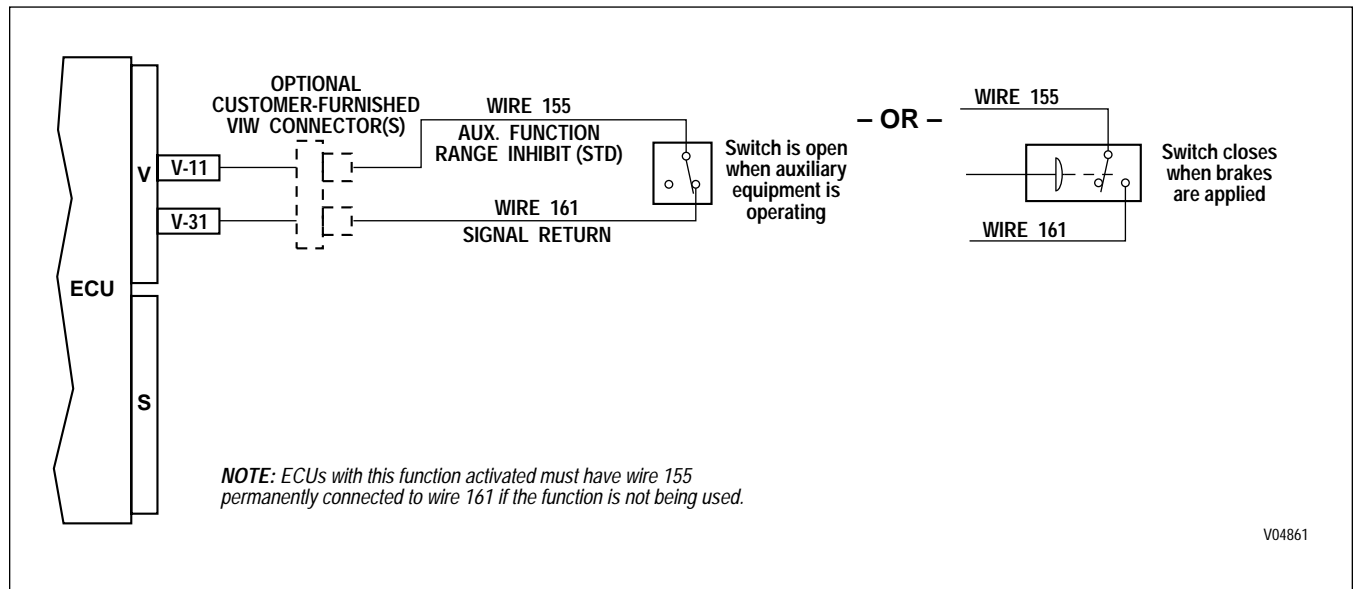 OPTIONAL
CUSTOMER-FURNISHED
VIW CONNECTOR(S)
WIRE 155
AUX. FUNCTION
RANGE INHIBIT (STD)
WIRE 161
SIGNAL RETURN
V
V-11
V-31
ECU
S
Switch is open
when auxiliary
equipment is
operating
– OR –
WIRE 155
WIRE 161
Switch closes
when brakes
are applied
NOTE: ECUs with this function activated must have wire 155
permanently connected to wire 161 if the function is not being used.
V04861